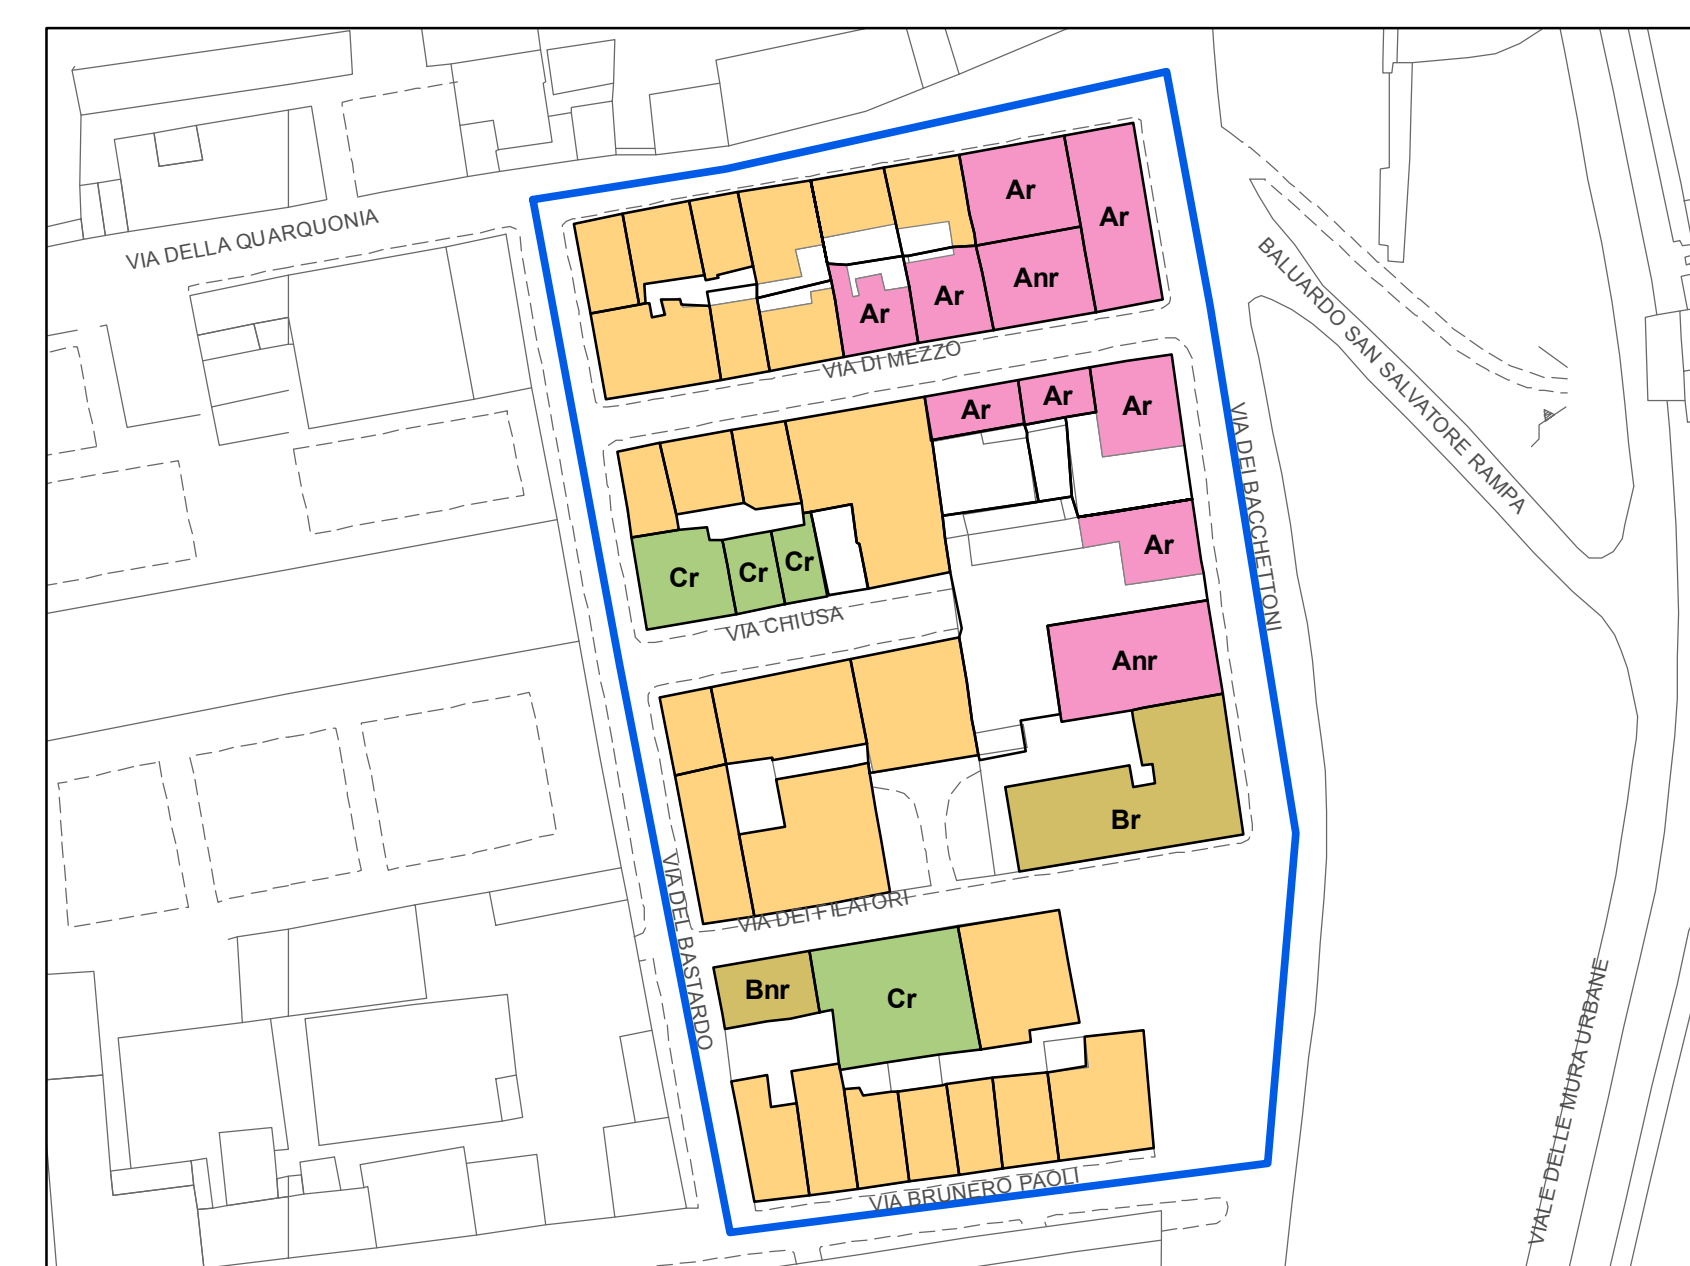 Ar
Ar
VIA DELLA QUARQUONIA
Anr
Ar
Ar
BALUARDO SAN SALVATORE RAMPA
VIA DI MEZZO
Ar
Ar
Ar
VIA DEI BACCHETTONI
Ar
Cr
Cr
Cr
VIA CHIUSA
Anr
Br
VIA DEI FILATORI
VIA DEL BASTARDO
Bnr
Cr
VIALE DELLE MURA URBANE
VIA BRUNERO PAOLI